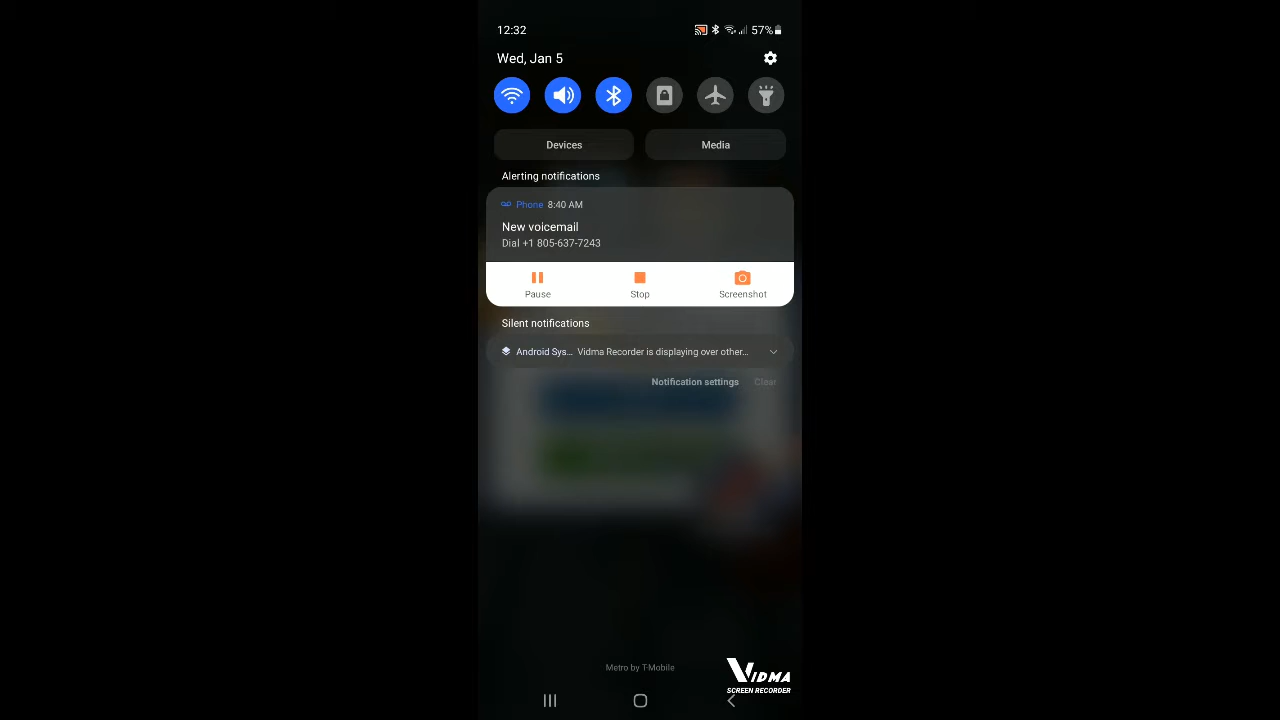 12:32
57%
Wed, Jan 5
Devices
Media
Alerting notifications
Phone 8:40 AM
New voicemail
Dial +1 805-637-7243
Pause
Stop
Screenshot
Silent notifications
Android Sys... Vidma Recorder is displaying over other...
Notification settings
Clear
Metro by T-Mobile
VIDMA
SCREEN RECORDER